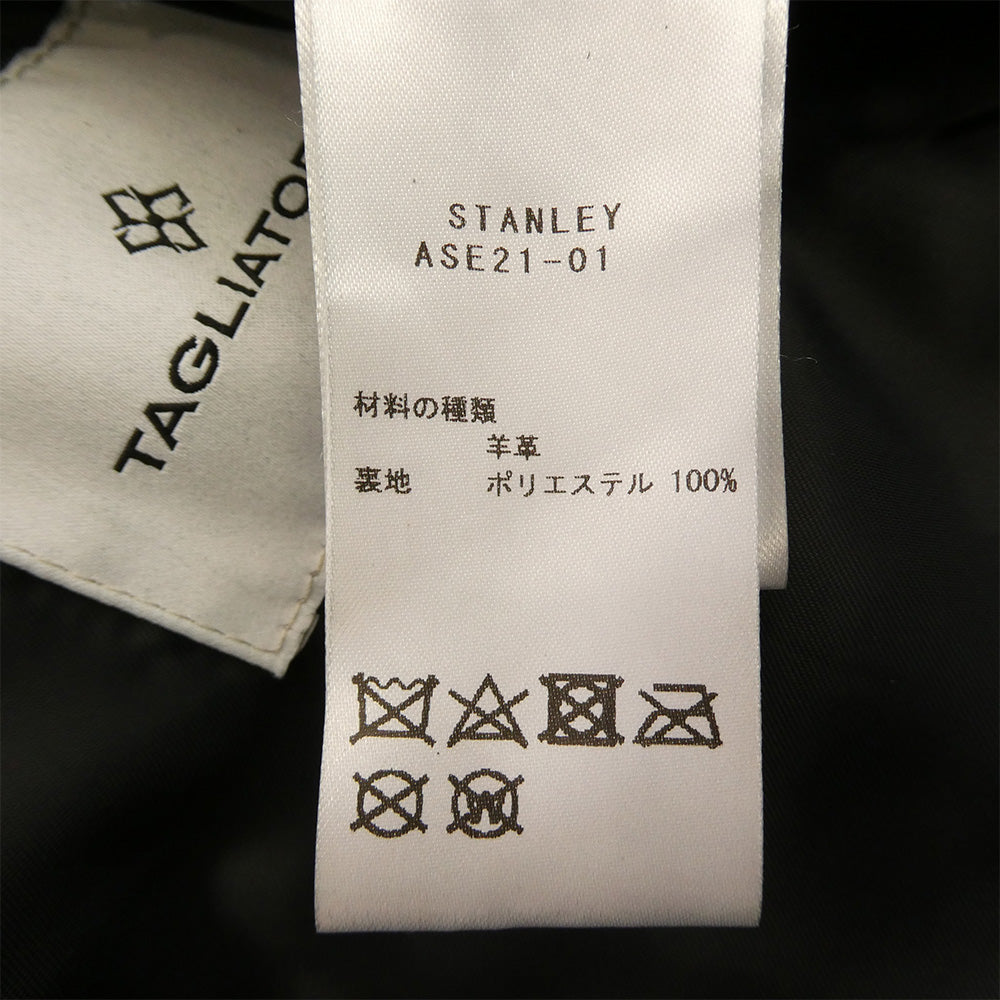 TAGLIATO
STANLEY
ASE21-01
材料の種類
羊革
裏地 ポリエステル 100%
W